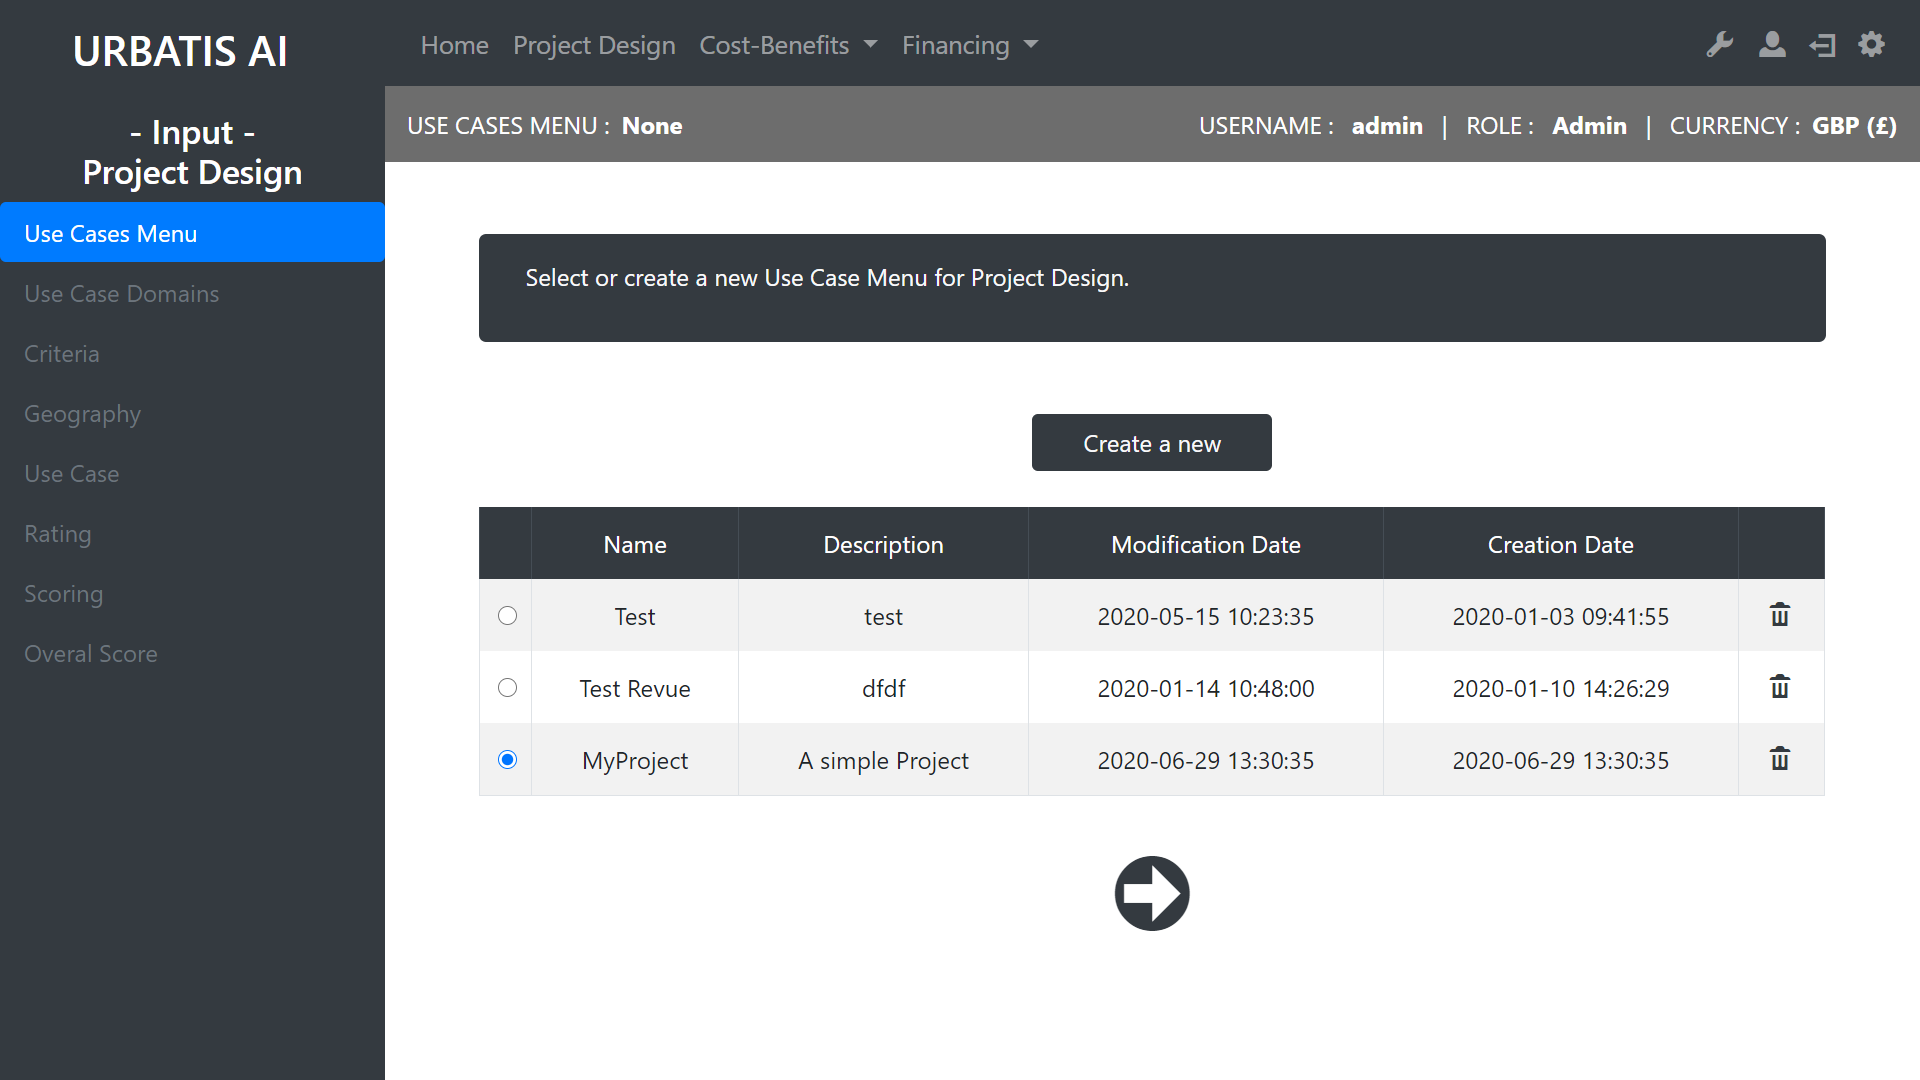 URBATIS AI
Home Project Design Cost-Benefits Financing
- Input -
Project Design
USE CASES MENU : None
USERNAME : admin | ROLE : Admin | CURRENCY : GBP (£)
Use Cases Menu
Use Case Domains
Criteria
Geography
Use Case
Rating
Scoring
Overal Score
Select or create a new Use Case Menu for Project Design.
Create a new
Name Description Modification Date Creation Date
Test test 2020-05-15 10:23:35 2020-01-03 09:41:55
Test Revue dfdf 2020-01-14 10:48:00 2020-01-10 14:26:29
MyProject A simple Project 2020-06-29 13:30:35 2020-06-29 13:30:35